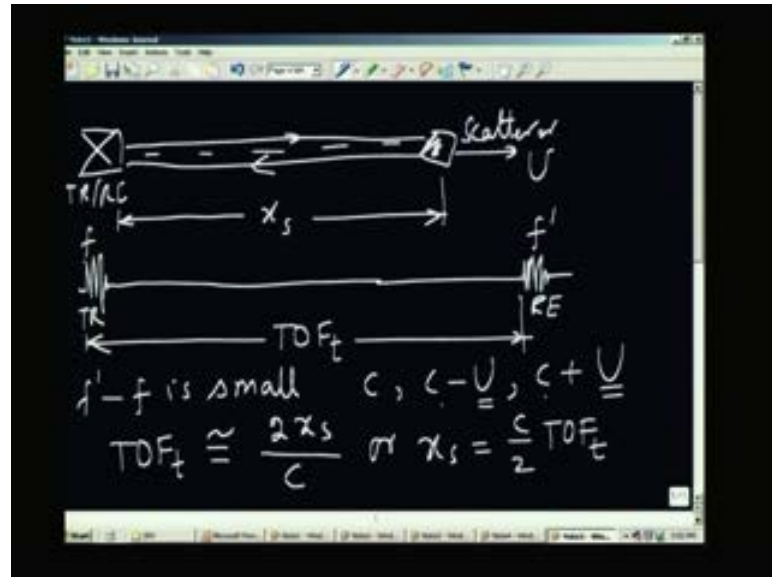 Scatterer
U
TR/RC
x_s
f
f'
TR
RE
TOF_t
f'-f is small C, C-U, C+U
TOF_t ≅ 2x_s/C or x_s = C/2 TOF_t